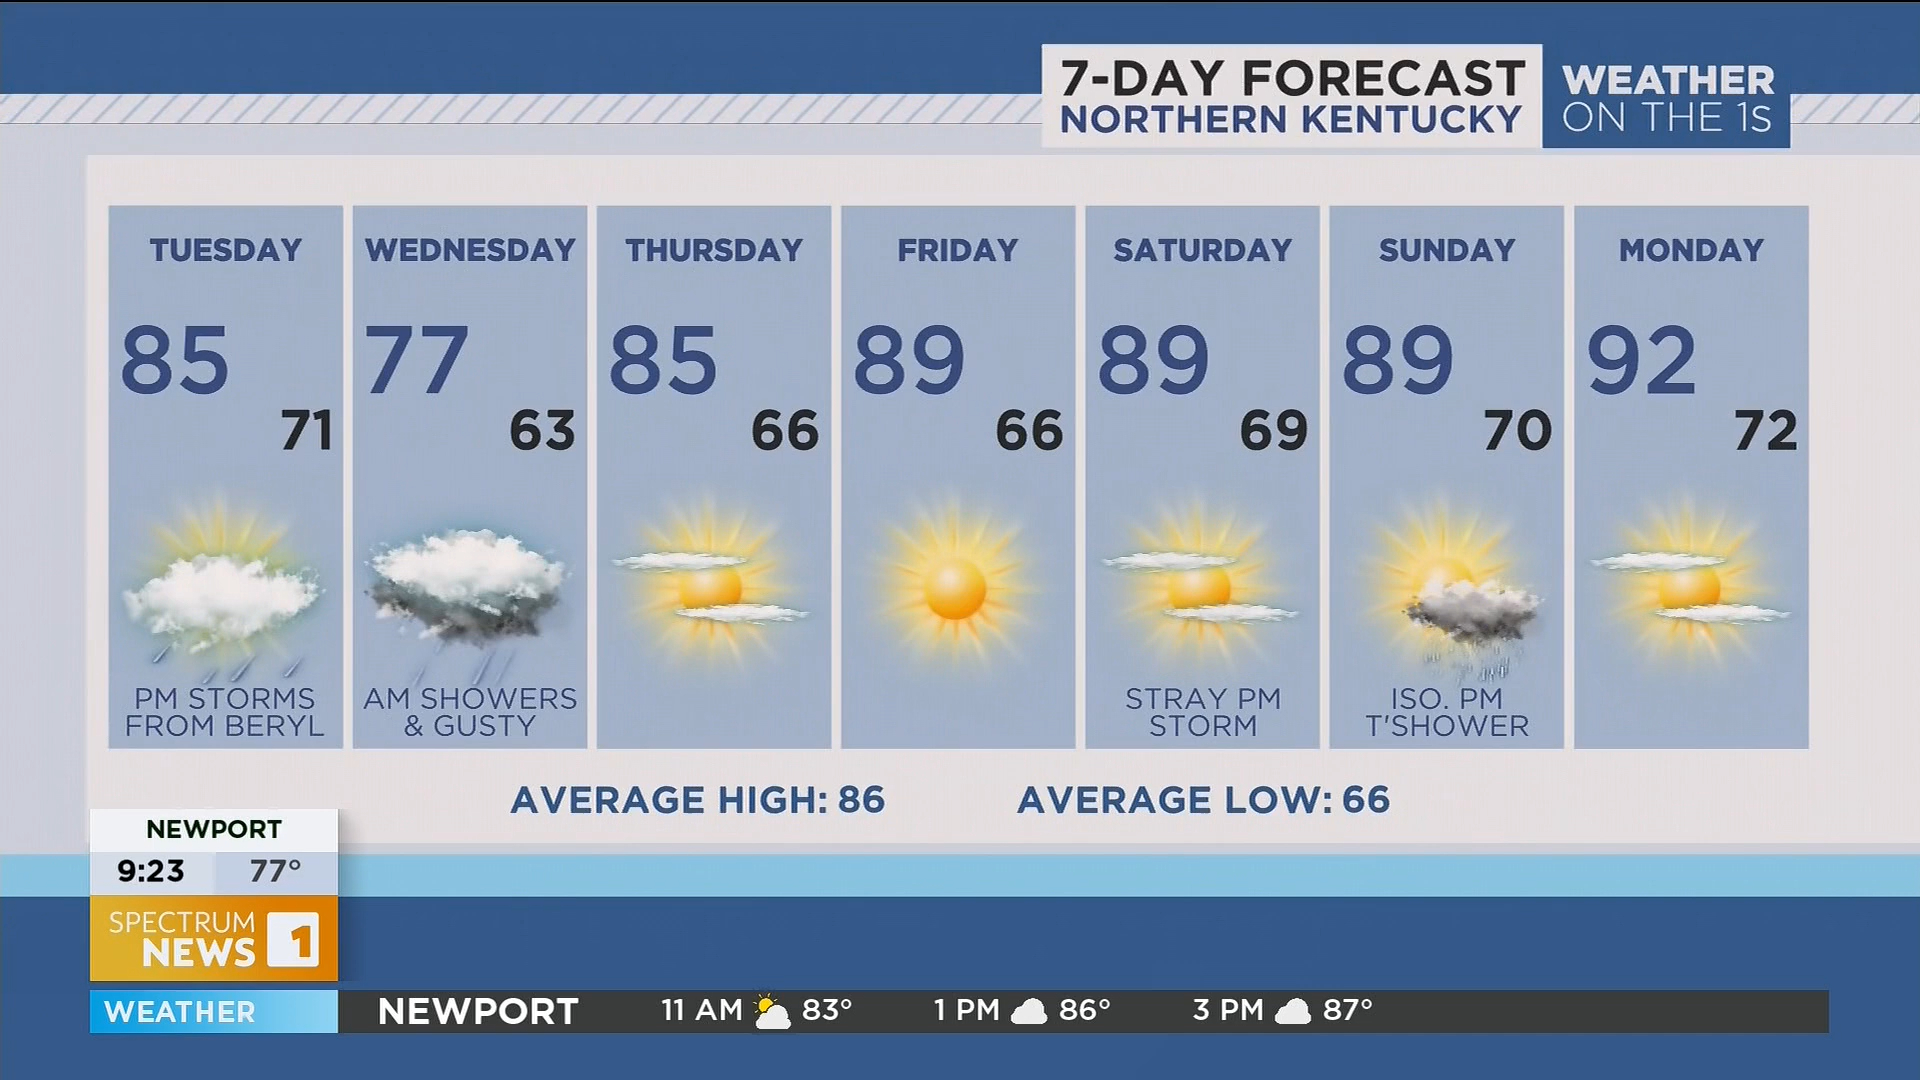 7-DAY FORECAST
NORTHERN KENTUCKY
WEATHER
ON THE 1s
TUESDAY
85
71
PM STORMS
FROM BERYL
WEDNESDAY
77
63
AM SHOWERS
& GUSTY
THURSDAY
85
66
FRIDAY
89
66
SATURDAY
89
69
STRAY PM
STORM
SUNDAY
89
70
ISO. PM
T'SHOWER
MONDAY
92
72
AVERAGE HIGH: 86 AVERAGE LOW: 66
NEWPORT
9:23 77°
SPECTRUM
NEWS 1
WEATHER NEWPORT 11 AM 83° 1 PM 86° 3 PM 87°